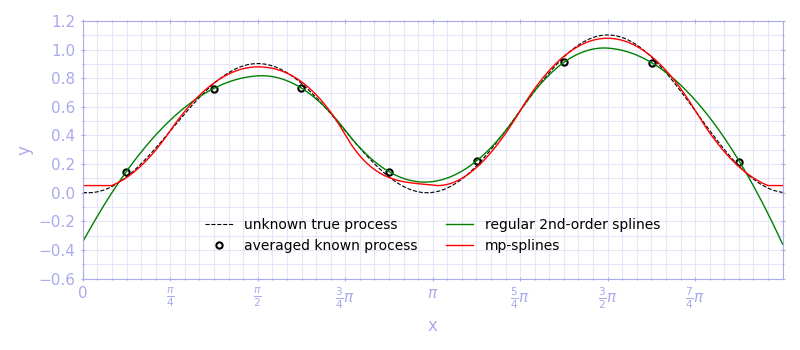 1.2
1.0
0.8
y
0.6
0.4
0.2
0.0
−0.2
−0.4
−0.6
unknown true process
averaged known process
regular 2nd-order splines
mp-splines
0 π/4 π/2 3/4π π 5/4π 3/2π 7/4π
x